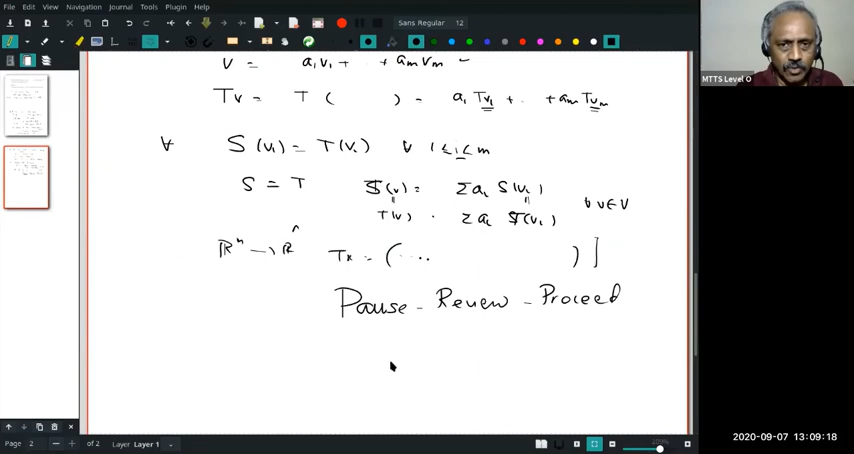 File Edit View Navigation Journal Tools Plugin Help
Sans Regular 12
V = a₁v₁ + . . + aₘvₘ
Tv = T ( ) = a₁Tv₁ + . . + aₘTvₘ
∀ S(vᵢ) = T(vᵢ) ∀ 1≤i≤m
S = T S(v) = Σaᵢ S(vᵢ)
T(v) . Σaᵢ T(vᵢ) ∀ v∈V
ℝⁿ → ℝⁿ Tx = (.... ) ]
Pause - Review - Proceed
Page 2 of 2 Layer Layer 1 209%
MTTS Level O
2020-09-07 13:09:18